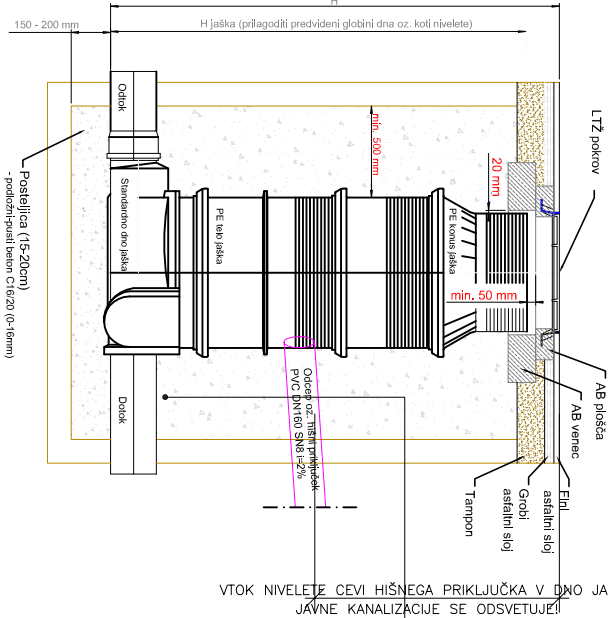 H
150 - 200 mm
H jaška (prilagoditi predvideni globini dna oz. koti nivelete)
Odtok
min. 500 mm
20 mm
LTŽ pokrov
Posteljica (15-20cm)
- podložni-pusti beton C16/20 (0-16mm)
Standardno dno jaška
PE telo jaška
PE konus jaška
min. 50 mm
Dotok
Odcep oz. hišni priključek
PVC DN160 SN8 i=2%
AB plošča
AB venec
Fini
asfaltni sloj
Grobi
asfaltni sloj
Tampon
VTOK NIVELETE CEVI HIŠNEGA PRIKLJUČKA V DNO JA
JAVNE KANALIZACIJE SE ODSVETUJE!